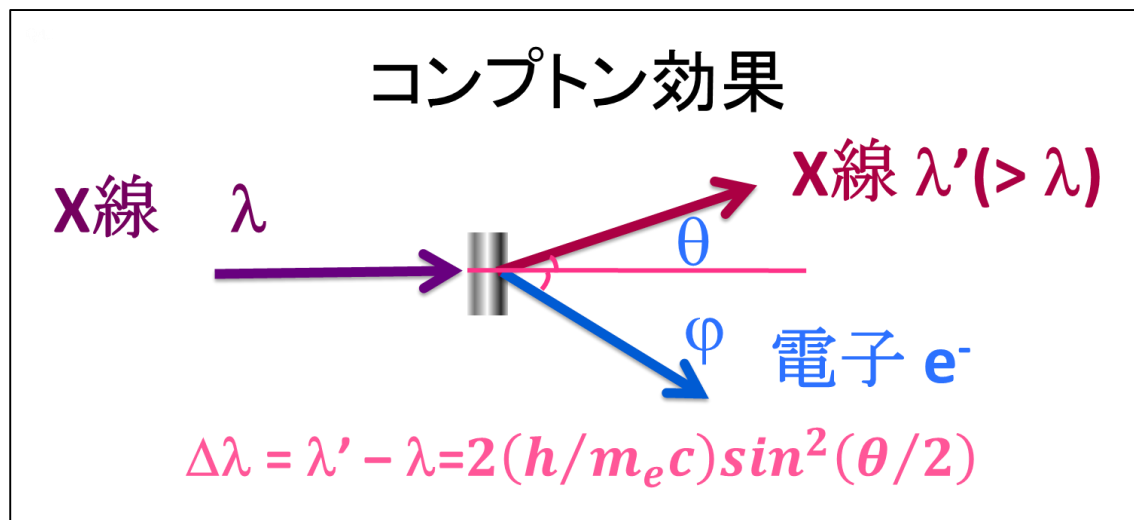 コンプトン効果
X線 λ
X線 λ’(> λ)
θ
φ
電子 e⁻
Δλ = λ’ – λ=2(h/mₑc)sin²(θ/2)